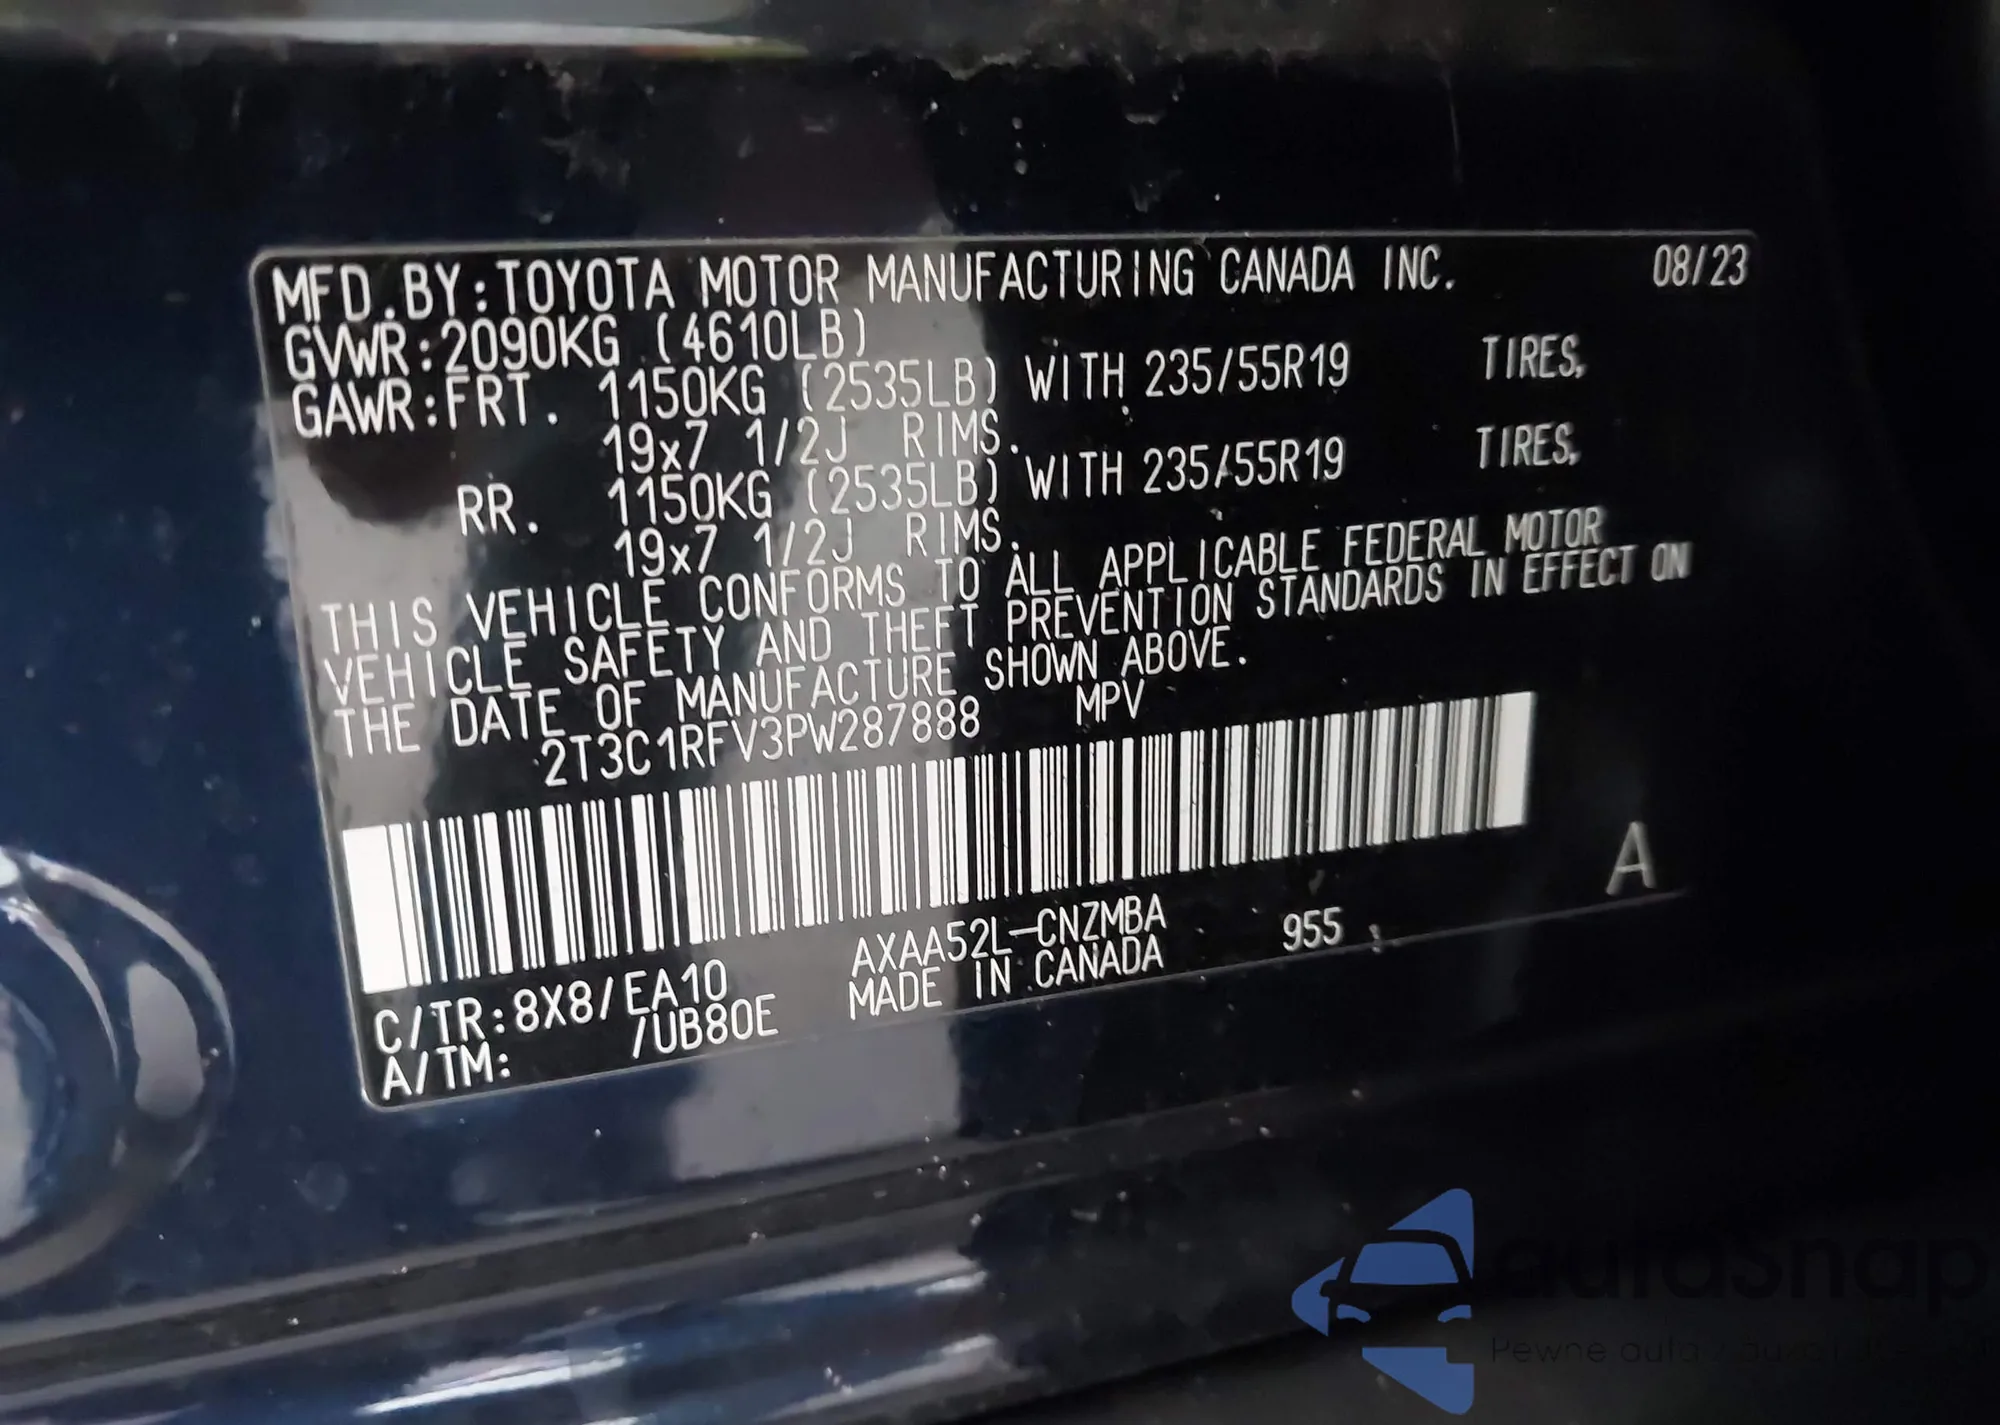 MFD.BY:TOYOTA MOTOR MANUFACTURING CANADA INC. 08/23
GVWR:2090KG (4610LB)
GAWR:FRT. 1150KG (2535LB) WITH 235/55R19 TIRES,
19x7 1/2J RIMS.
RR. 1150KG (2535LB) WITH 235/55R19 TIRES,
19x7 1/2J RIMS.
THIS VEHICLE CONFORMS TO ALL APPLICABLE FEDERAL MOTOR
VEHICLE SAFETY AND THEFT PREVENTION STANDARDS IN EFFECT ON
THE DATE OF MANUFACTURE SHOWN ABOVE.
2T3C1RFV3PW287888 MPV
A
C/TR:8X8/EA10 AXAA52L-CNZMBA 955
A/TM: /UB80E MADE IN CANADA
autasnap
Pewne auta